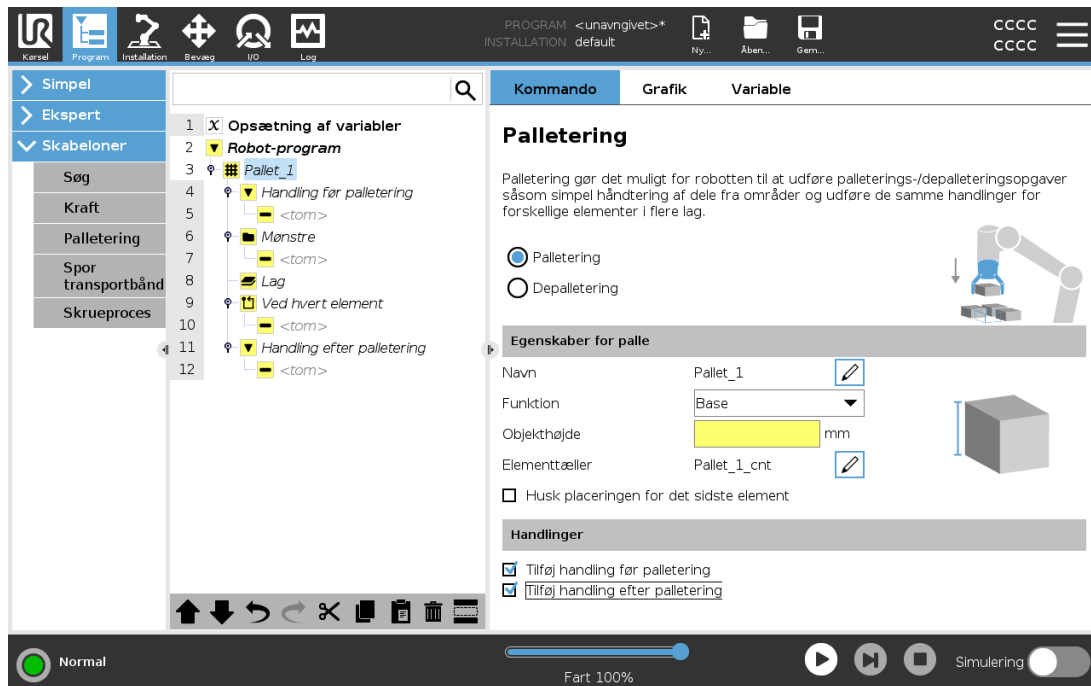 UR
Kørsel
Program
Installation
Bevæg
I/O
Log
PROGRAM <unavngivet>*
INSTALLATION default
Ny...
Åben...
Gem...
CCCC
CCCC
Simpel
Ekspert
Skabeloner
Søg
Kraft
Palletering
Spor
transportbånd
Skrueproces
1 X Opsætning af variabler
2 Robot-program
3 Pallet_1
4 Handling før palletering
5 <tom>
6 Mønstre
7 <tom>
8 Lag
9 Ved hvert element
10 <tom>
11 Handling efter palletering
12 <tom>
Kommando Grafik Variable
Palletering
Palletering gør det muligt for robotten til at udføre palleterings-/depalleteringsopgaver
såsom simpel håndtering af dele fra områder og udføre de samme handlinger for
forskellige elementer i flere lag.
Palletering
Depalletering
Egenskaber for palle
Navn Pallet_1
Funktion Base
Objekthøjde mm
Elementtæller Pallet_1_cnt
Husk placeringen for det sidste element
Handlinger
Tilføj handling før palletering
Tilføj handling efter palletering
Normal
Fart 100%
Simulering